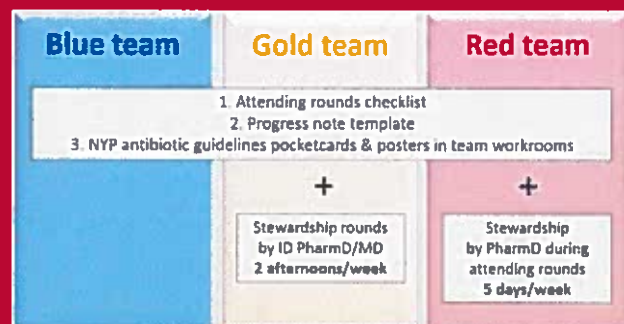 Blue team
Gold team
Red team
1. Attending rounds checklist
2. Progress note template
3. NYP antibiotic guidelines pocketcards & posters in team workrooms
+
Stewardship rounds
by ID PharmD/MD
2 afternoons/week
+
Stewardship
by PharmD during
attending rounds
5 days/week